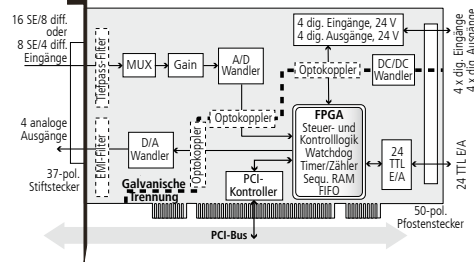 16 SE/8 diff.
oder
8 SE/4 diff.
Eingänge
Tiefpass-Filter
MUX
Gain
A/D
Wandler
4 dig. Eingänge, 24 V
4 dig. Ausgänge, 24 V
Optokoppler
DC/DC
Wandler
4 x dig. Eingänge
4 x dig. Ausgänge
Optokoppler
FPGA
Steuer- und
Kontrolllogik
Watchdog
Timer/Zähler
Sequ. RAM
FIFO
4 analoge
Ausgänge
EMI-Filter
D/A
Wandler
Optokoppler
24
TTL
E/A
24 TTL E/A
37-pol.
Stiftstecker
Galvanische
Trennung
PCI-
Kontroller
50-pol.
Pfostenstecker
PCI-Bus